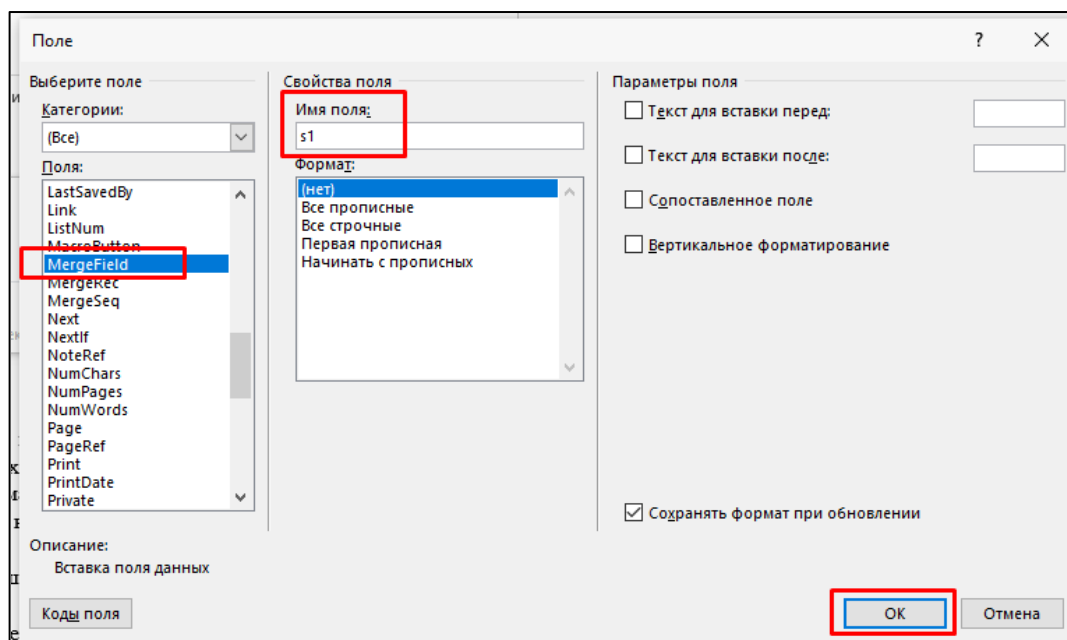 Поле
?
Выберите поле
Категории:
(Все)
Поля:
LastSavedBy
Link
ListNum
MacroButton
MergeField
MergeRec
MergeSeq
Next
NextIf
NoteRef
NumChars
NumPages
NumWords
Page
PageRef
Print
PrintDate
Private
Свойства поля
Имя поля:
s1
Формат:
(нет)
Все прописные
Все строчные
Первая прописная
Начинать с прописных
Параметры поля
Текст для вставки перед:
Текст для вставки после:
Сопоставленное поле
Вертикальное форматирование
Сохранять формат при обновлении
Описание:
Вставка поля данных
Коды поля
ОК
Отмена